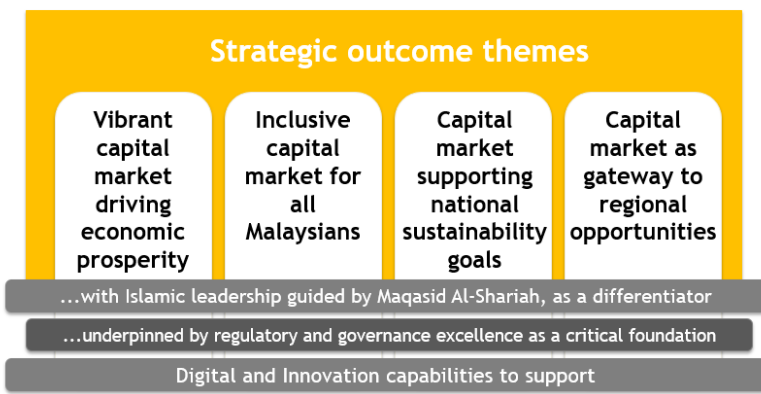 Strategic outcome themes
Vibrant
capital
market
driving
economic
prosperity
Inclusive
capital
market for
all
Malaysians
Capital
market
supporting
national
sustainability
goals
Capital
market as
gateway to
regional
opportunities
...with Islamic leadership guided by Maqasid Al-Shariah, as a differentiator
...underpinned by regulatory and governance excellence as a critical foundation
Digital and Innovation capabilities to support